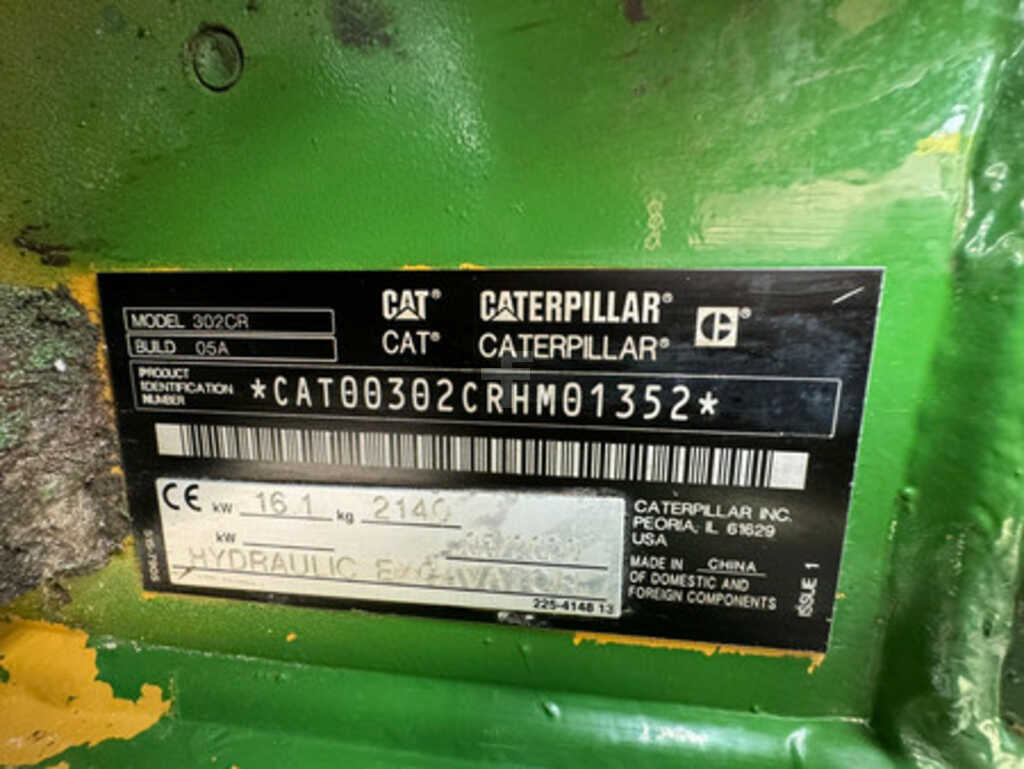 CAT® CATERPILLAR® CE®
CAT® CATERPILLAR®
MODEL 302CR
BUILD 05A
PRODUCT
IDENTIFICATION
NUMBER
*CAT00302CRHM01352*
CE kW 16.1 kg 2140
kW
HYDRAULIC EXCAVATOR
225-4148 13
CATERPILLAR INC.
PEORIA, IL 61629
USA
MADE IN CHINA
OF DOMESTIC AND
FOREIGN COMPONENTS
ISSUE 1